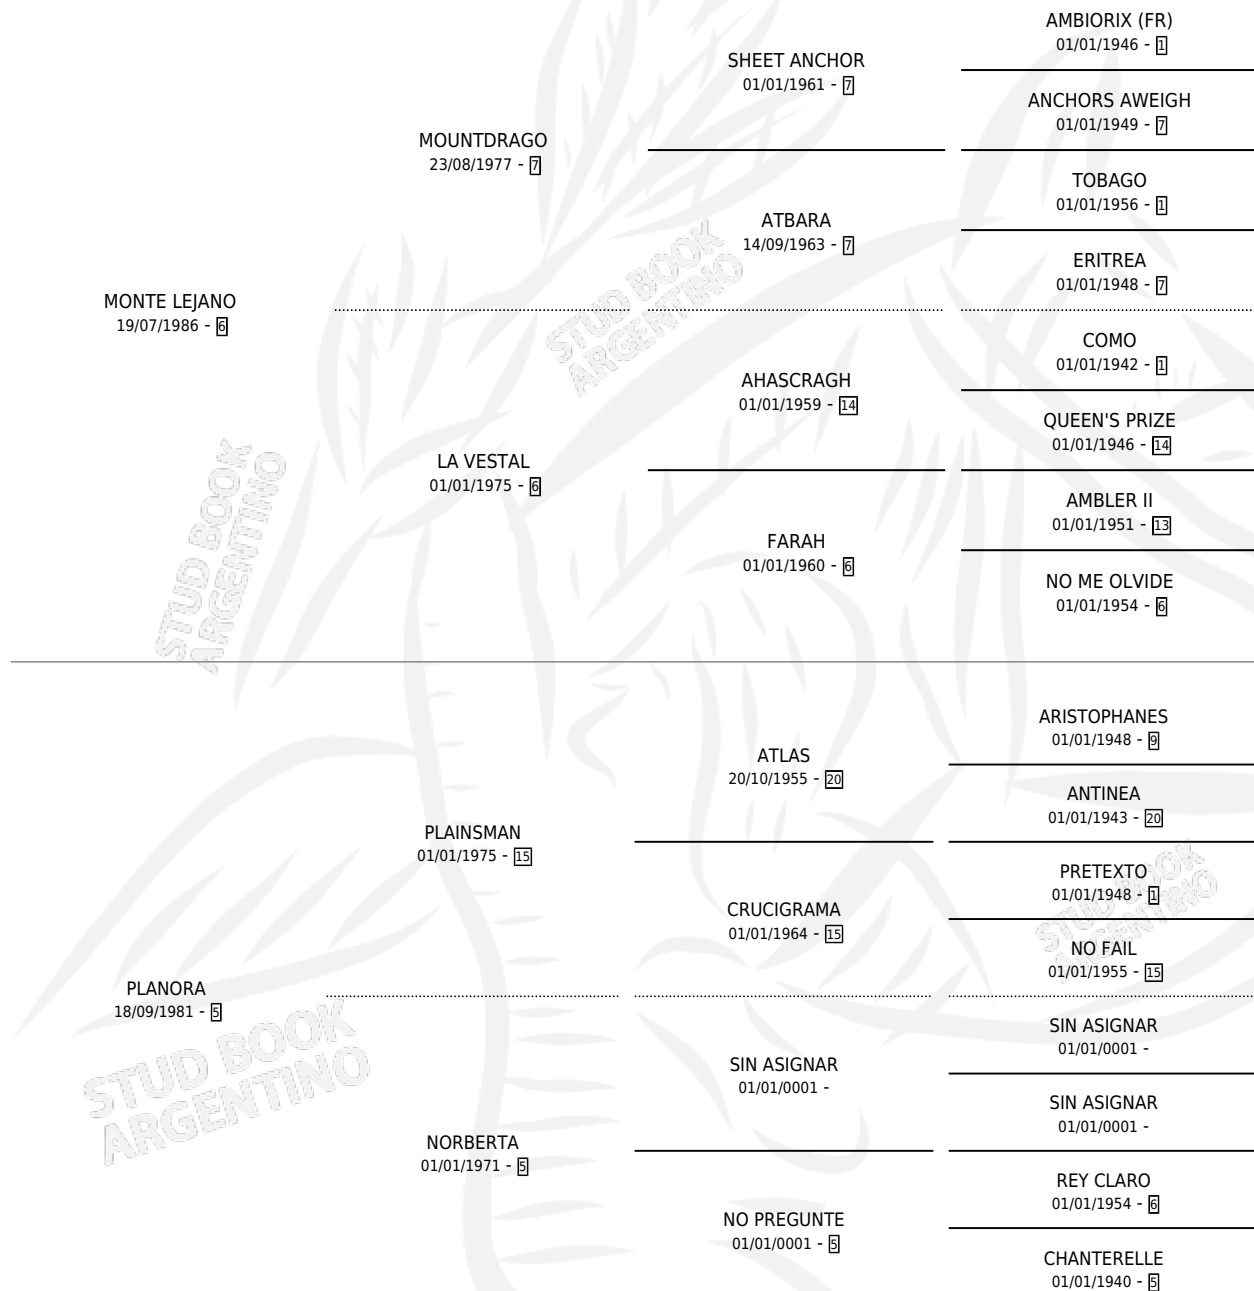 AMBIORIX (FR)
01/01/1946 - 1
SHEET ANCHOR
01/01/1961 - 7
ANCHORS AWEIGH
01/01/1949 - 7
MOUNTDRAGO
23/08/1977 - 7
TOBAGO
01/01/1956 - 1
ATBARA
14/09/1963 - 7
ERITREA
01/01/1948 - 7
MONTE LEJANO
19/07/1986 - 6
COMO
01/01/1942 - 1
AHASCRAGH
01/01/1959 - 14
QUEEN'S PRIZE
01/01/1946 - 14
LA VESTAL
01/01/1975 - 6
AMBLER II
01/01/1951 - 13
FARAH
01/01/1960 - 6
NO ME OLVIDE
01/01/1954 - 6
STUD BOOK
ARGENTINO
STUD BOOK
ARGENTINO
ARISTOPHANES
01/01/1948 - 9
ATLAS
20/10/1955 - 20
ANTINEA
01/01/1943 - 20
PLAINSMAN
01/01/1975 - 15
PRETEXTO
01/01/1948 - 1
CRUCIGRAMA
01/01/1964 - 15
NO FAIL
01/01/1955 - 15
STUD BOOK
ARGENTINO
PLANORA
18/09/1981 - 5
SIN ASIGNAR
01/01/0001 -
SIN ASIGNAR
01/01/0001 -
SIN ASIGNAR
01/01/0001 -
STUD BOOK
ARGENTINO
NORBERTA
01/01/1971 - 5
REY CLARO
01/01/1954 - 6
NO PREGUNTE
01/01/0001 - 5
CHANTERELLE
01/01/1940 - 5